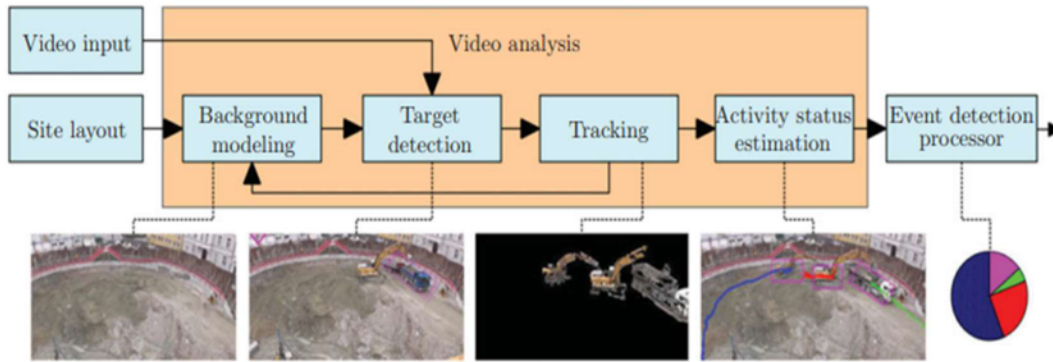 Video input
Video analysis
Site layout
Background
modeling
Target
detection
Tracking
Activity status
estimation
Event detection
processor